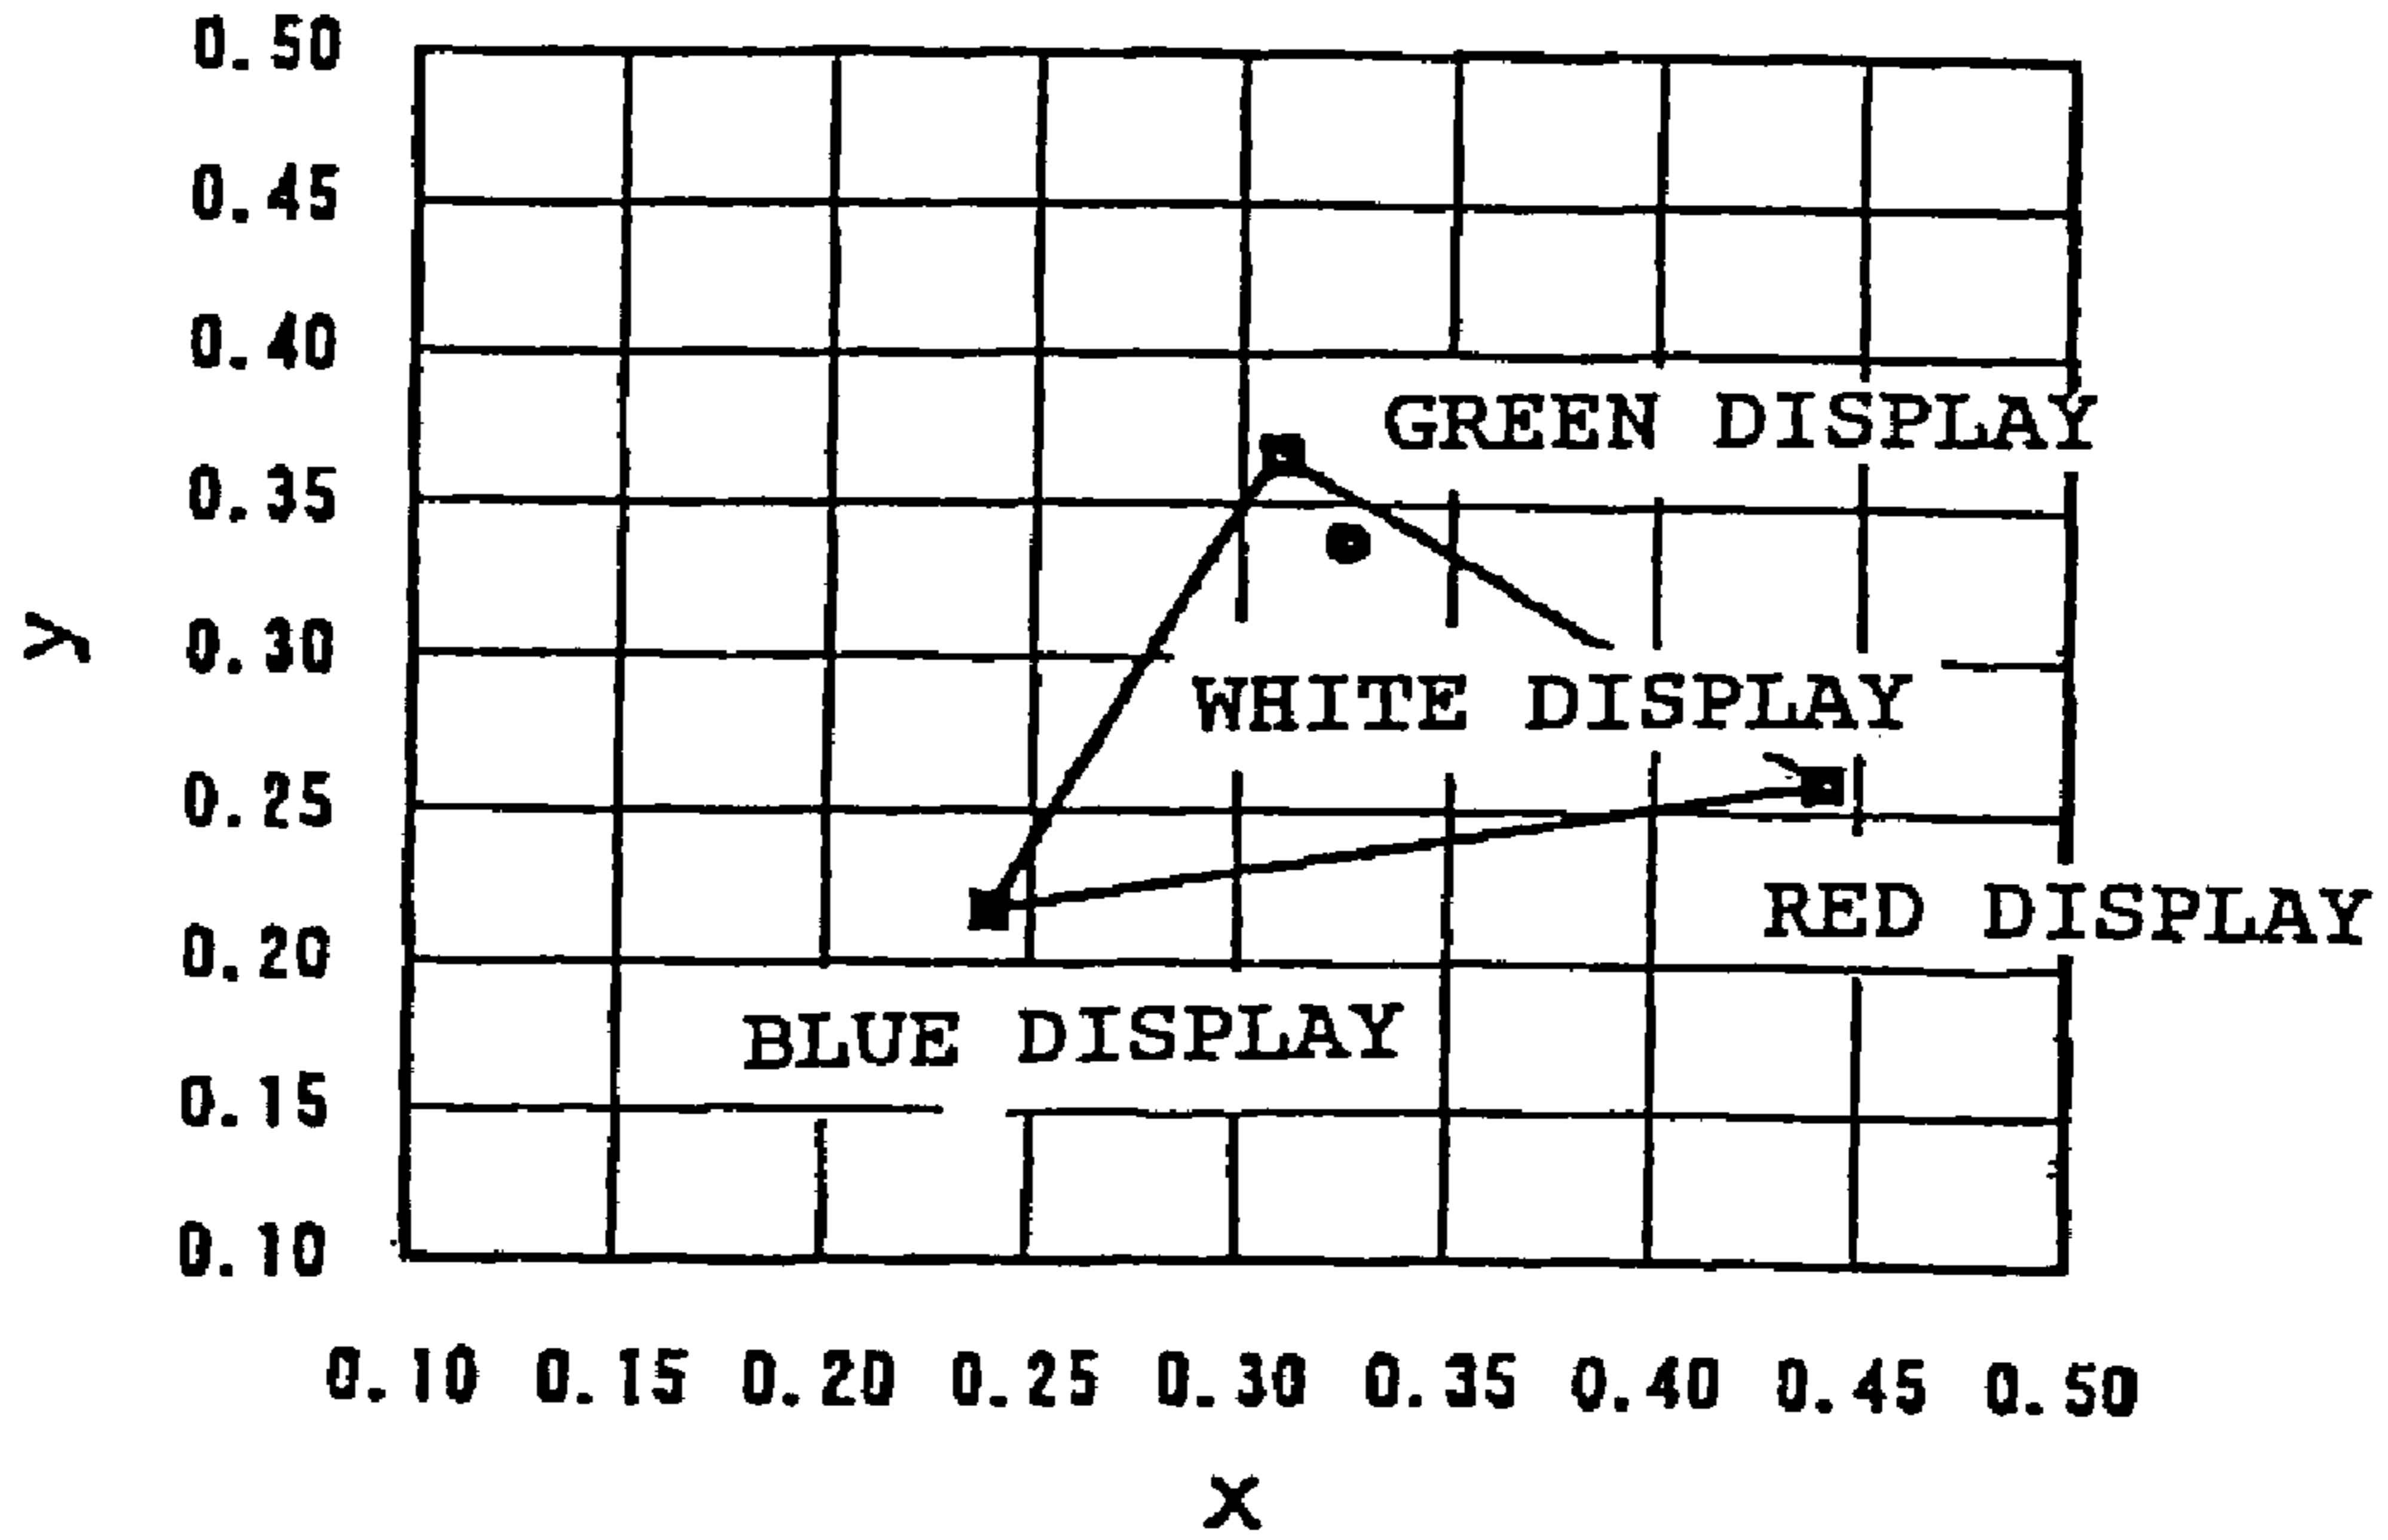 0.50
0.45
0.40
GREEN DISPLAY
0.35
0.30
WHITE DISPLAY
0.25
RED DISPLAY
0.20
BLUE DISPLAY
0.15
0.10
y
0.10 0.15 0.20 0.25 0.30 0.35 0.40 0.45 0.50
x